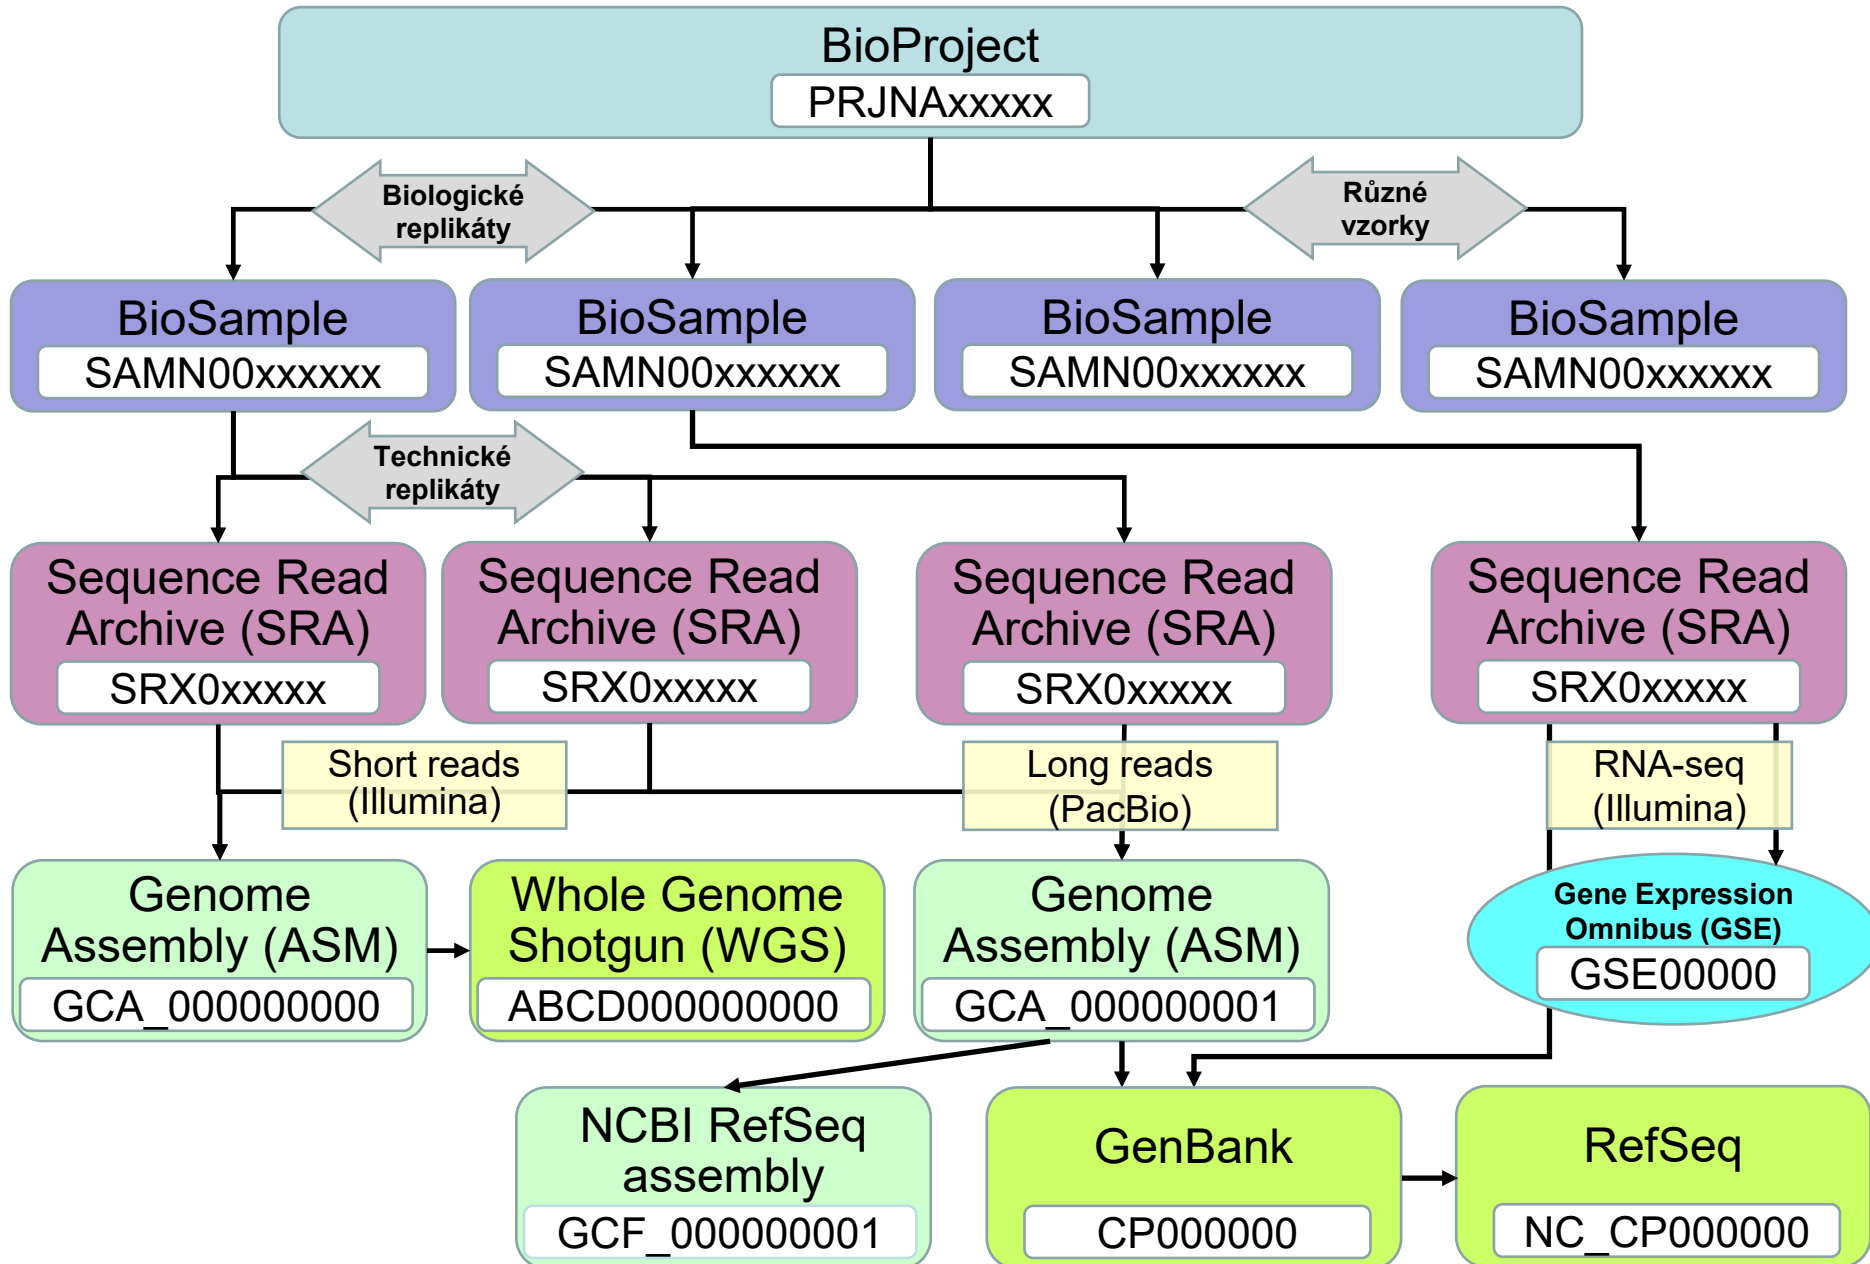 BioProject
PRJNAxxxxx
Biologické
replikáty
Různé
vzorky
BioSample
SAMN00xxxxxx
BioSample
SAMN00xxxxxx
BioSample
SAMN00xxxxxx
BioSample
SAMN00xxxxxx
Technické
replikáty
Sequence Read
Archive (SRA)
SRX0xxxxx
Sequence Read
Archive (SRA)
SRX0xxxxx
Sequence Read
Archive (SRA)
SRX0xxxxx
Sequence Read
Archive (SRA)
SRX0xxxxx
Short reads
(Illumina)
Long reads
(PacBio)
RNA-seq
(Illumina)
Genome
Assembly (ASM)
GCA_000000000
Whole Genome
Shotgun (WGS)
ABCD000000000
Genome
Assembly (ASM)
GCA_000000001
Gene Expression
Omnibus (GSE)
GSE00000
NCBI RefSeq
assembly
GCF_000000001
GenBank
CP000000
RefSeq
NC_CP000000